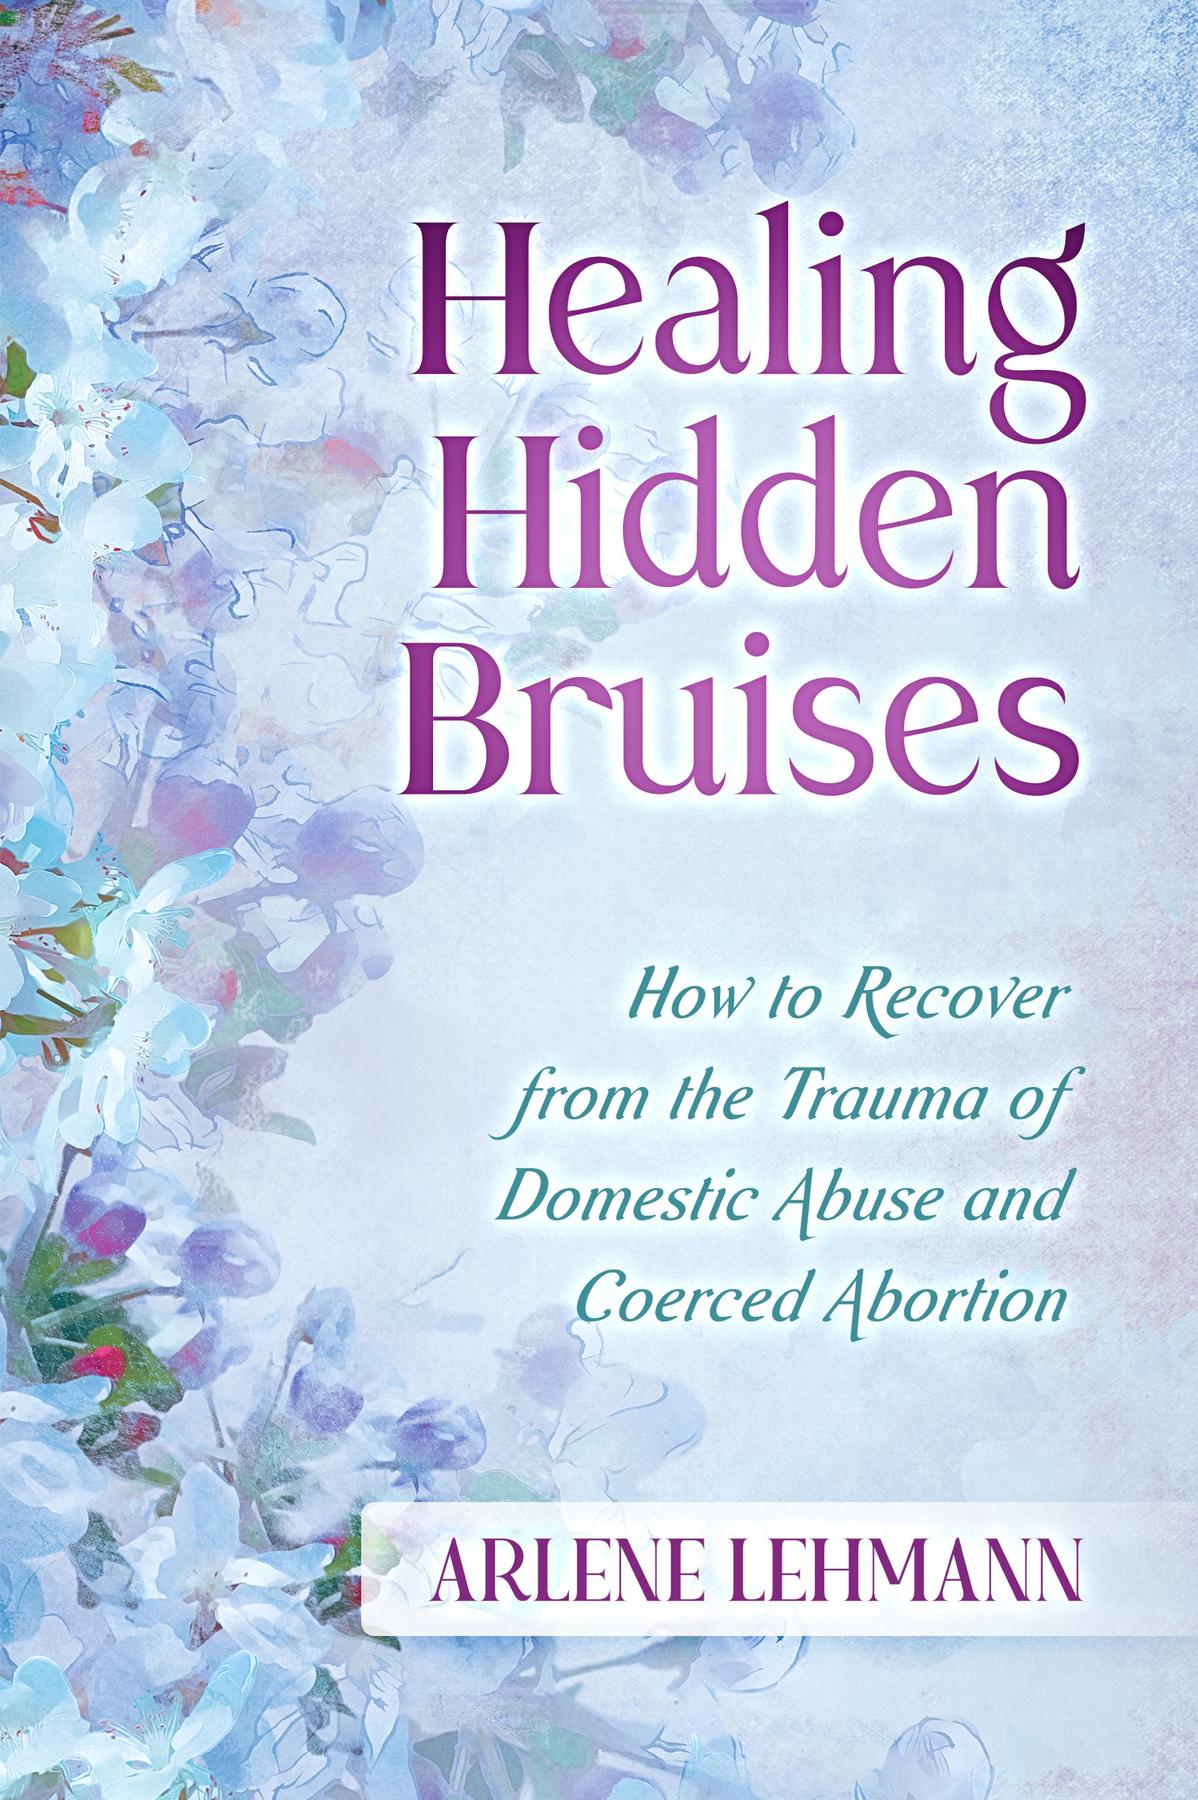 Healing
Hidden
Bruises
How to Recover
from the Trauma of
Domestic Abuse and
Coerced Abortion
ARLENE LEHMANN